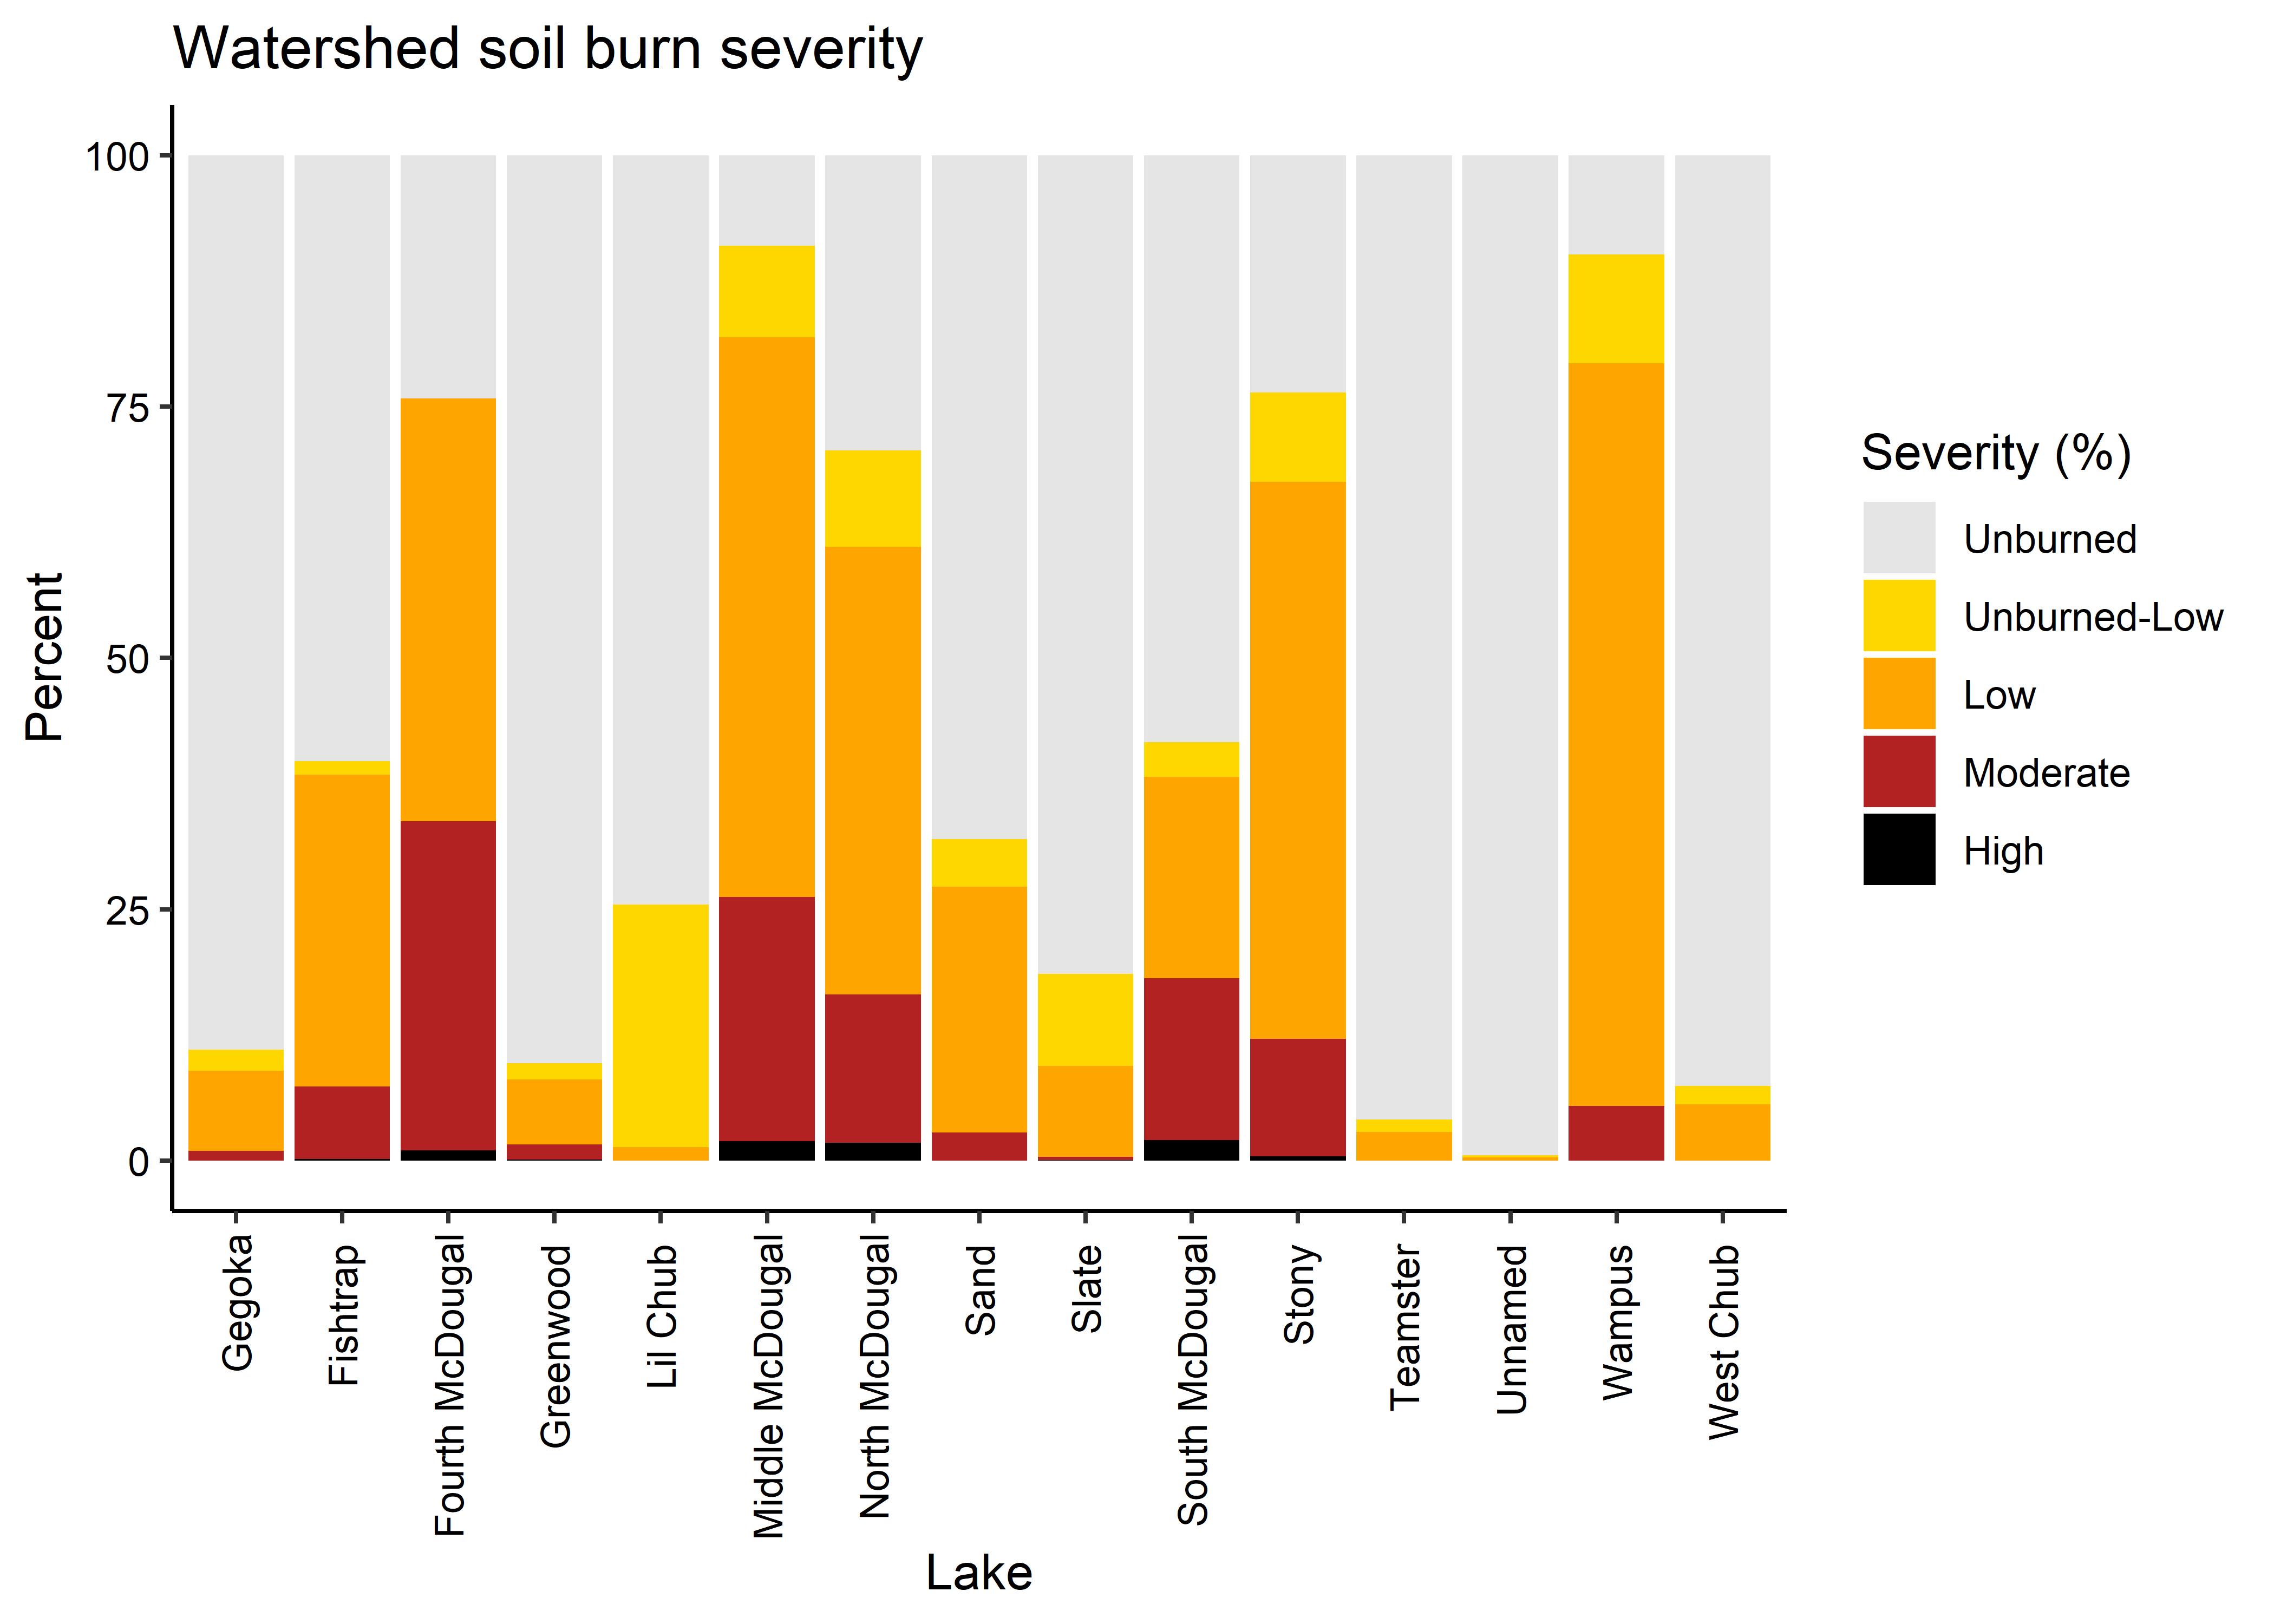 Watershed soil burn severity
Percent
100
75
50
25
0
Gegoka
Fishtrap
Fourth McDougal
Greenwood
Lil Chub
Middle McDougal
North McDougal
Sand
Slate
South McDougal
Stony
Teamster
Unnamed
Wampus
West Chub
Lake
Severity (%)
Unburned
Unburned-Low
Low
Moderate
High